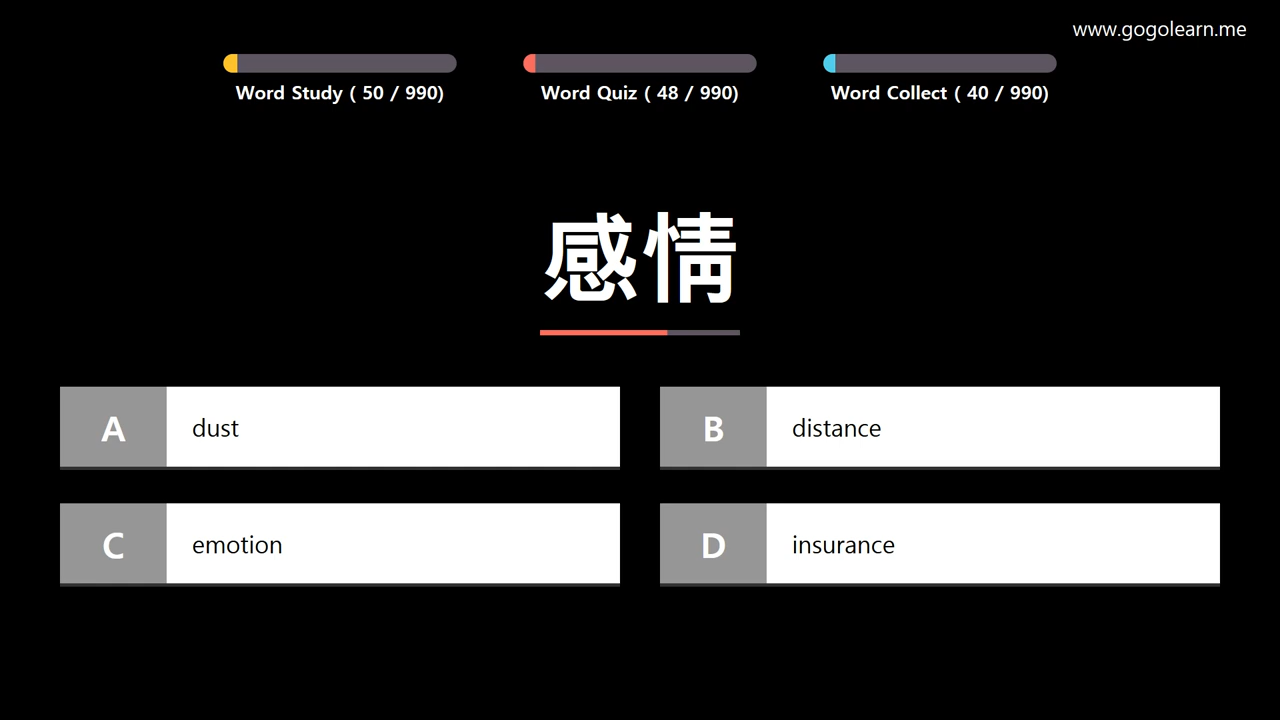 www.gogolearn.me
Word Study ( 50 / 990)
Word Quiz ( 48 / 990)
Word Collect ( 40 / 990)
感情
A dust
B distance
C emotion
D insurance